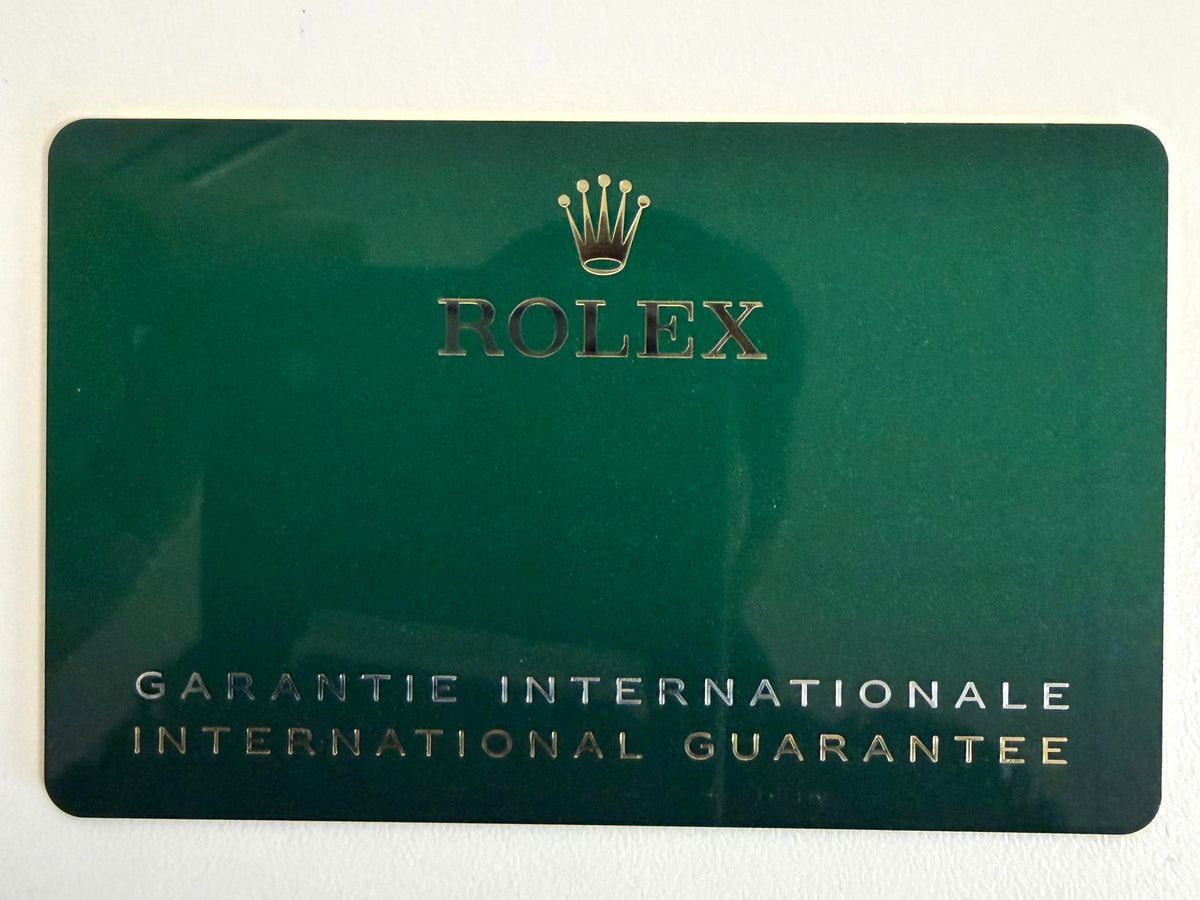 ROLEX
GARANTIE INTERNATIONALE
INTERNATIONAL GUARANTEE